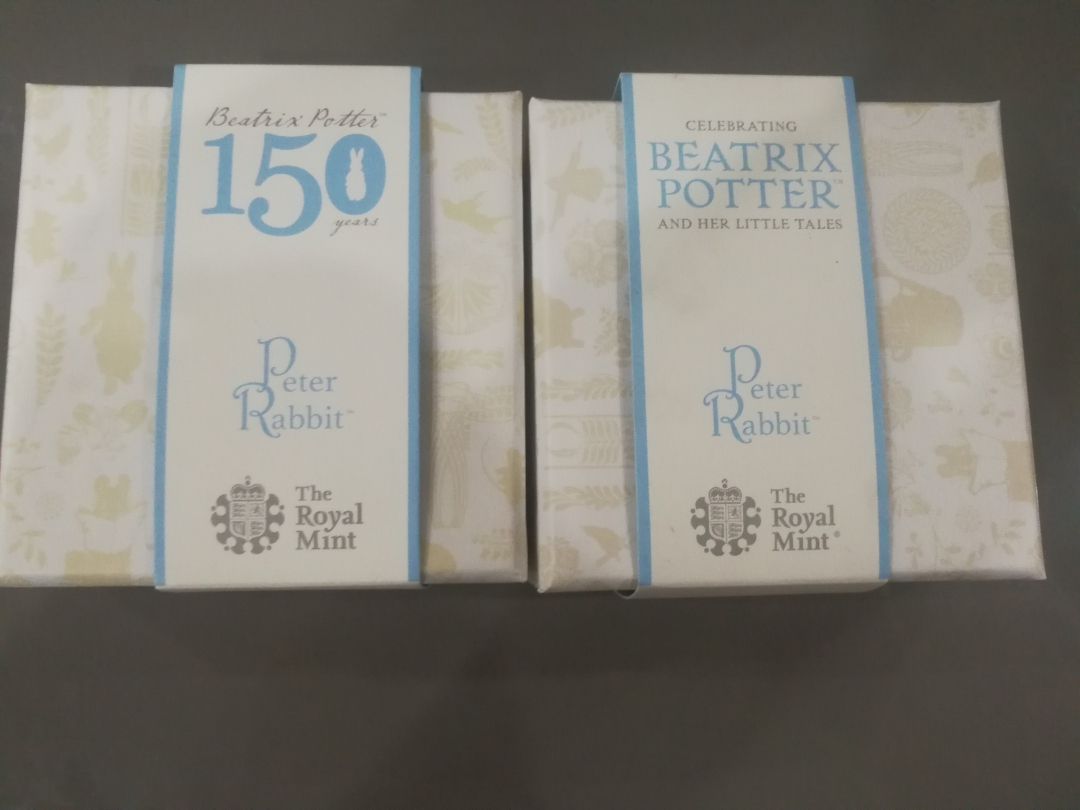 Beatrix Potter™
150
years
Peter
Rabbit™
The
Royal
Mint
CELEBRATING
BEATRIX
POTTER™
AND HER LITTLE TALES
Peter
Rabbit™
The
Royal
Mint®